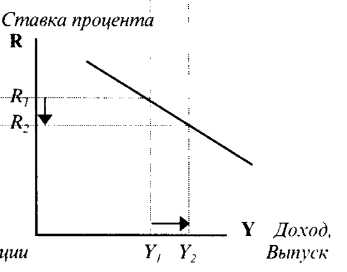 Ставка процента
R
R₁
R₂
Y Доход,
ции Y₁ Y₂ Выпуск